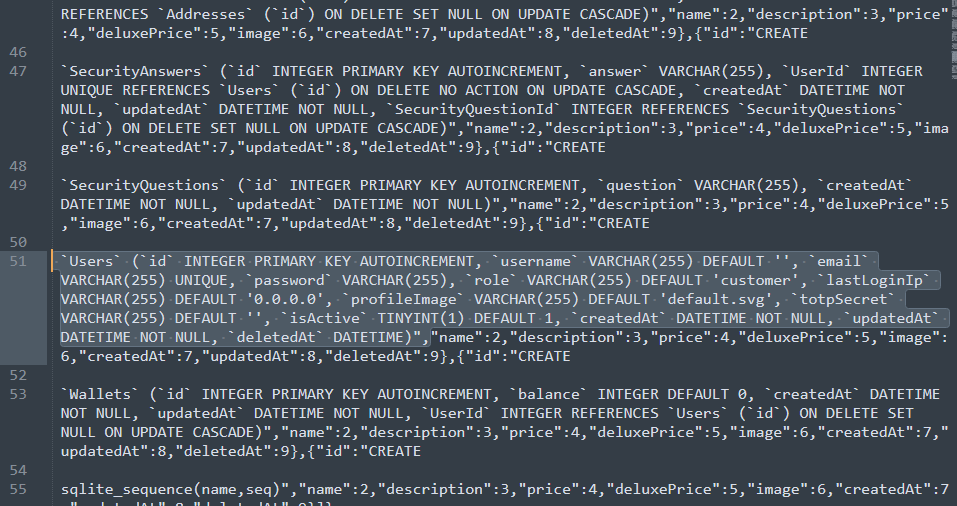 REFERENCES `Addresses` (`id`) ON DELETE SET NULL ON UPDATE CASCADE)","name":2,"description":3,"price"
:4,"deluxePrice":5,"image":6,"createdAt":7,"updatedAt":8,"deletedAt":9},{"id":"CREATE
46
47 `SecurityAnswers` (`id` INTEGER PRIMARY KEY AUTOINCREMENT, `answer` VARCHAR(255), `UserId` INTEGER
UNIQUE REFERENCES `Users` (`id`) ON DELETE NO ACTION ON UPDATE CASCADE, `createdAt` DATETIME NOT
NULL, `updatedAt` DATETIME NOT NULL, `SecurityQuestionId` INTEGER REFERENCES `SecurityQuestions`
(`id`) ON DELETE SET NULL ON UPDATE CASCADE)","name":2,"description":3,"price":4,"deluxePrice":5,"ima
ge":6,"createdAt":7,"updatedAt":8,"deletedAt":9},{"id":"CREATE
48
49 `SecurityQuestions` (`id` INTEGER PRIMARY KEY AUTOINCREMENT, `question` VARCHAR(255), `createdAt`
DATETIME NOT NULL, `updatedAt` DATETIME NOT NULL)","name":2,"description":3,"price":4,"deluxePrice":5
,"image":6,"createdAt":7,"updatedAt":8,"deletedAt":9},{"id":"CREATE
50
51 `Users` (`id` INTEGER PRIMARY KEY AUTOINCREMENT, `username` VARCHAR(255) DEFAULT '', `email`
VARCHAR(255) UNIQUE, `password` VARCHAR(255), `role` VARCHAR(255) DEFAULT 'customer', `lastLoginIp`
VARCHAR(255) DEFAULT '0.0.0.0', `profileImage` VARCHAR(255) DEFAULT 'default.svg', `totpSecret`
VARCHAR(255) DEFAULT '', `isActive` TINYINT(1) DEFAULT 1, `createdAt` DATETIME NOT NULL, `updatedAt`
DATETIME NOT NULL, `deletedAt` DATETIME)","name":2,"description":3,"price":4,"deluxePrice":5,"image":
6,"createdAt":7,"updatedAt":8,"deletedAt":9},{"id":"CREATE
52
53 `Wallets` (`id` INTEGER PRIMARY KEY AUTOINCREMENT, `balance` INTEGER DEFAULT 0, `createdAt` DATETIME
NOT NULL, `updatedAt` DATETIME NOT NULL, `UserId` INTEGER REFERENCES `Users` (`id`) ON DELETE SET
NULL ON UPDATE CASCADE)","name":2,"description":3,"price":4,"deluxePrice":5,"image":6,"createdAt":7,"
updatedAt":8,"deletedAt":9},{"id":"CREATE
54
55 sqlite_sequence(name,seq)","name":2,"description":3,"price":4,"deluxePrice":5,"image":6,"createdAt":7